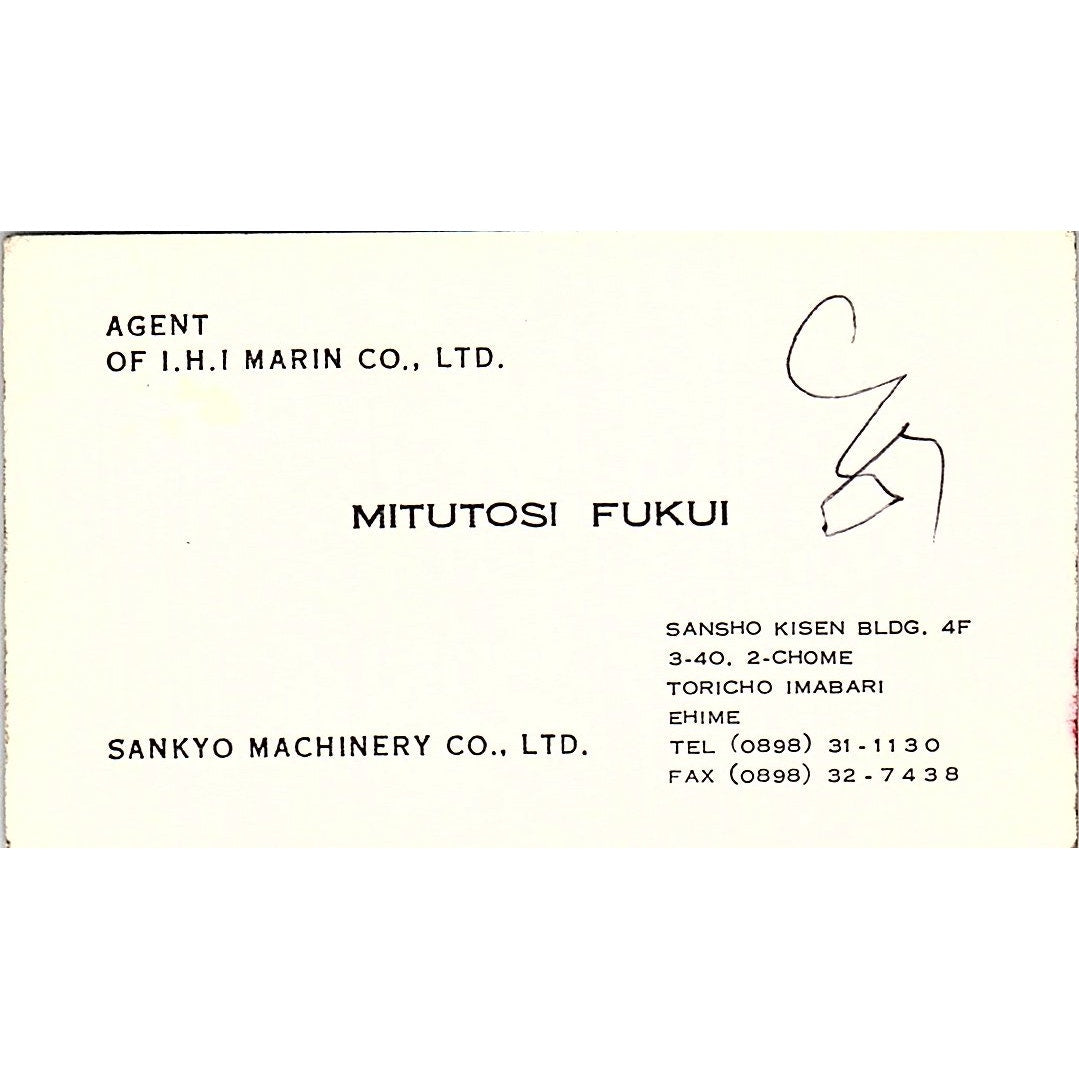 AGENT
OF I.H.I MARIN CO., LTD.
MITUTOSI FUKUI
SANKYO MACHINERY CO., LTD.
SANSHO KISEN BLDG. 4F
3-40. 2-CHOME
TORICHO IMABARI
EHIME
TEL (0898) 31-1130
FAX (0898) 32-7438